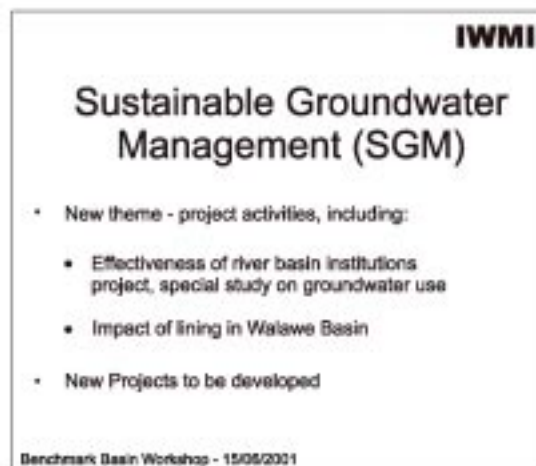 IWMI
Sustainable Groundwater
Management (SGM)
• New theme - project activities, including:
• Effectiveness of river basin institutions
project, special study on groundwater use
• Impact of lining in Walawe Basin
• New Projects to be developed
Benchmark Basin Workshop - 15/08/2001